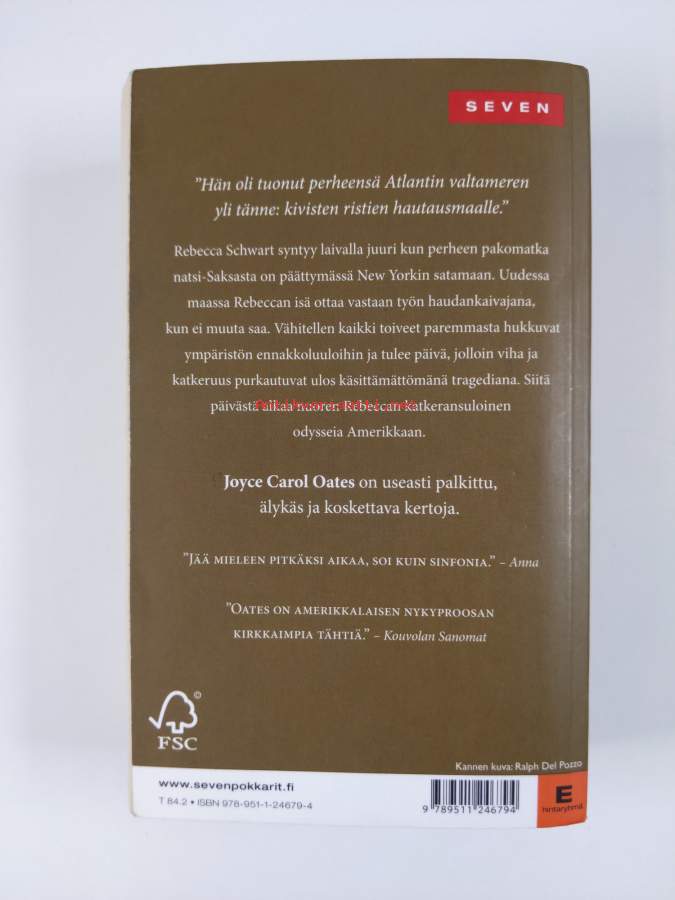 SEVEN
”Hän oli tuonut perheensä Atlantin valtameren
yli tänne: kivisten ristien hautausmaalle.”
Rebecca Schwart syntyy laivalla juuri kun perheen pakomatka
natsi-Saksasta on päättymässä New Yorkin satamaan. Uudessa
maassa Rebeccan isä ottaa vastaan työn haudankaivajana,
kun ei muuta saa. Vähitellen kaikki toiveet paremmasta hukkuvat
ympäristön ennakkoluuloihin ja tulee päivä, jolloin viha ja
katkeruus purkautuvat ulos käsittämättömänä tragediana. Siitä
päivästä alkaa nuoren Rebeccan katkeransuloinen
odysseia Amerikkaan.
Joyce Carol Oates on useasti palkittu,
älykäs ja koskettava kertoja.
”Jää mieleen pitkäksi aikaa, soi kuin sinfonia.” – Anna
”Oates on amerikkalaisen nykyproosan
kirkkaimpia tähtiä.” – Kouvolan Sanomat
©
FSC
Kannen kuva: Ralph Del Pozzo
www.sevenpokkarit.fi
T 84.2 • ISBN 978-951-1-24679-4
9 789511 246794
E
hintaryhmä